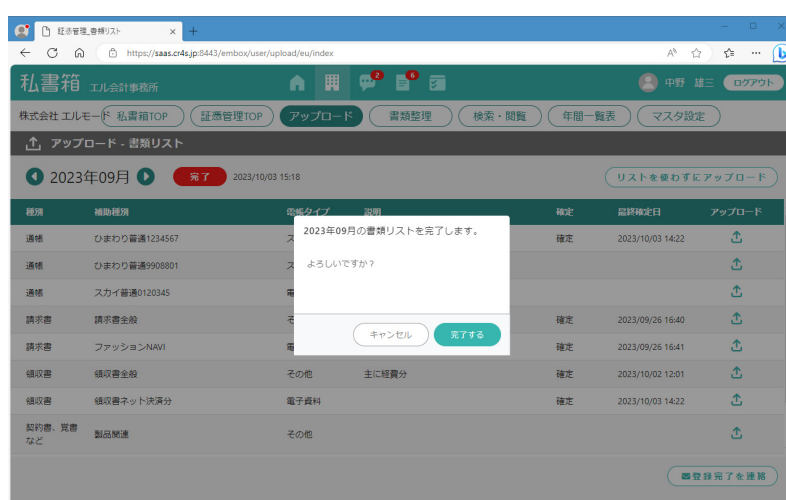 証憑管理_書類リスト
https://saas.cr4s.jp:8443/embox/user/upload/eu/index
私書箱 エル会計事務所
2
6
中野 雄三
ログアウト
株式会社 エルモード
私書箱TOP
証憑管理TOP
アップロード
書類整理
検索・閲覧
年間一覧表
マスタ設定
アップロード - 書類リスト
2023年09月
完了
2023/10/03 15:18
リストを使わずにアップロード
種別 補助種別 電帳タイプ 説明 確定 最終確定日 アップロード
通帳 ひまわり普通1234567 ス 確定 2023/10/03 14:22
通帳 ひまわり普通9908801 ス
通帳 スカイ普通0120345 電
請求書 請求書全般 そ 確定 2023/09/26 16:40
請求書 ファッションNAVI 電 確定 2023/09/26 16:41
領収書 領収書全般 その他 主に経費分 確定 2023/10/02 12:01
領収書 領収書ネット決済分 電子資料 確定 2023/10/03 14:22
契約書、覚書など 製品関連 その他
登録完了を連絡
2023年09月の書類リストを完了します。
よろしいですか？
キャンセル
完了する